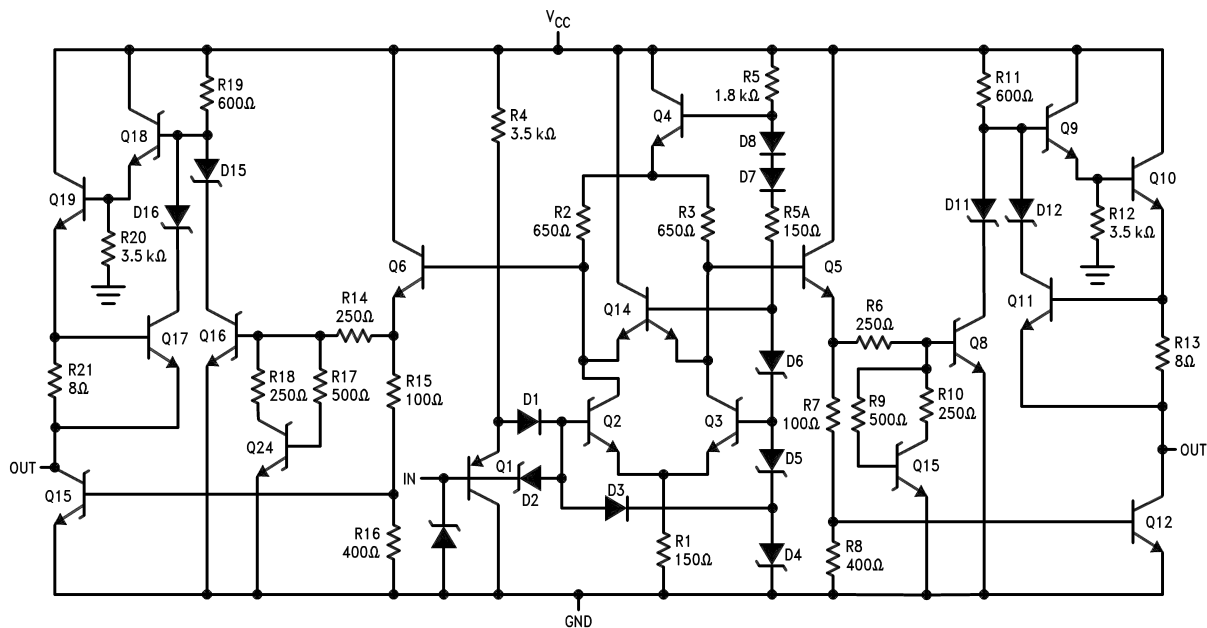 VCC
R19
600Ω
Q18
D15
Q19
D16
R20
3.5 kΩ
R4
3.5 kΩ
Q4
R5
1.8 kΩ
D8
D7
R2
650Ω
R3
650Ω
R5A
150Ω
R11
600Ω
Q9
Q10
D11
D12
R12
3.5 kΩ
Q6
Q5
Q14
Q11
Q17
Q16
R14
250Ω
R6
250Ω
Q8
R13
8Ω
R21
8Ω
R18
250Ω
R17
500Ω
R15
100Ω
D6
R7
100Ω
R9
500Ω
R10
250Ω
D1
Q2
Q3
Q24
OUT
Q15
IN
Q1
D2
D5
Q15
OUT
D3
R16
400Ω
R1
150Ω
D4
R8
400Ω
Q12
GND